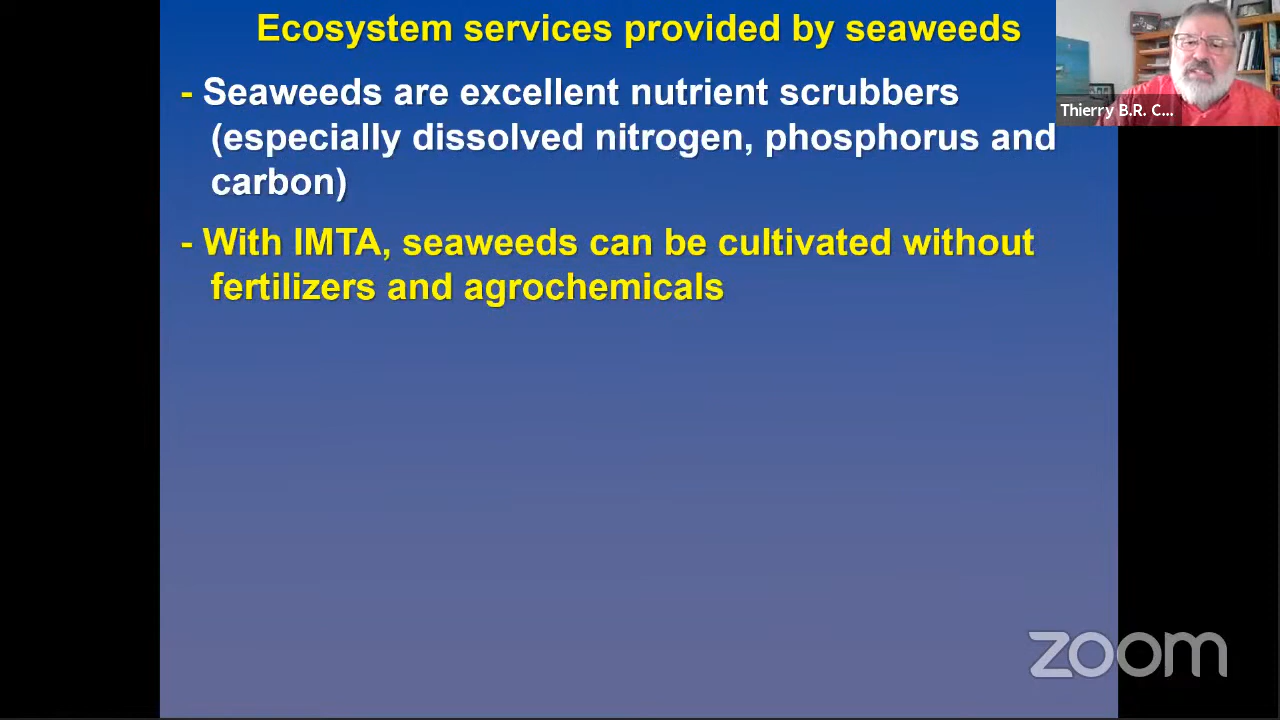 Ecosystem services provided by seaweeds
- Seaweeds are excellent nutrient scrubbers
(especially dissolved nitrogen, phosphorus and
carbon)
- With IMTA, seaweeds can be cultivated without
fertilizers and agrochemicals
Thierry B.R. C...
zoom